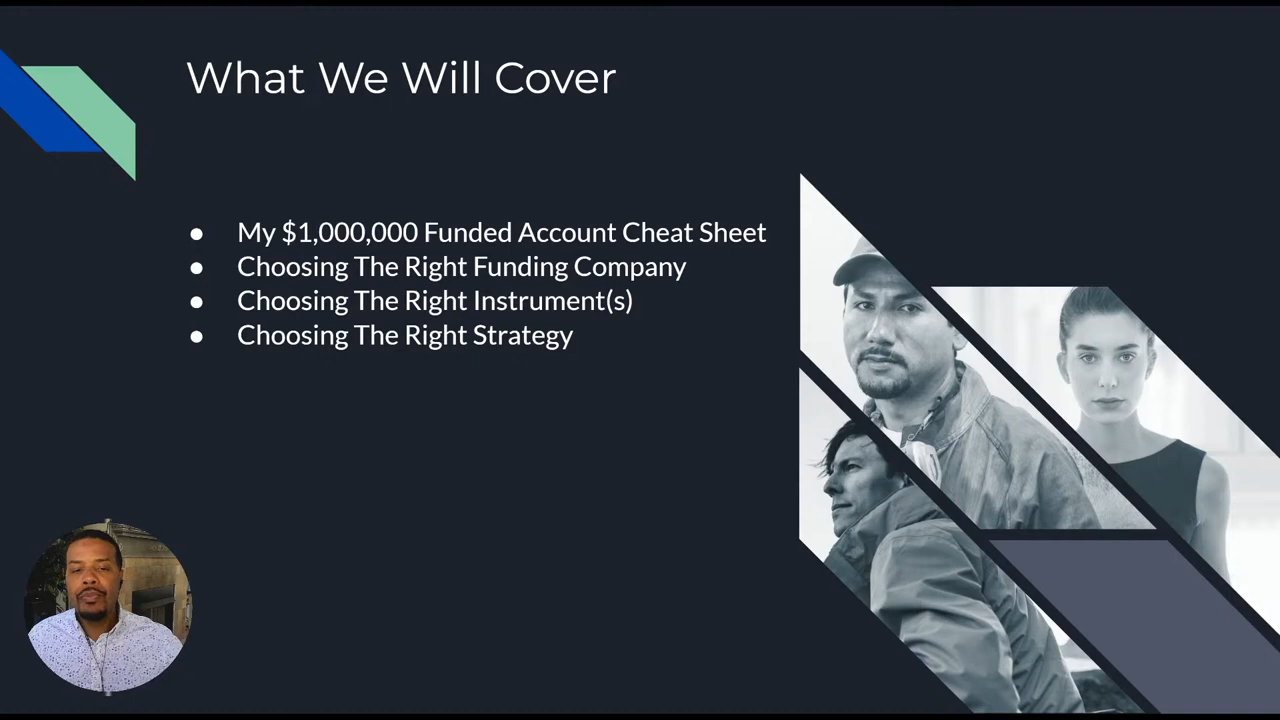 What We Will Cover
● My $1,000,000 Funded Account Cheat Sheet
● Choosing The Right Funding Company
● Choosing The Right Instrument(s)
● Choosing The Right Strategy